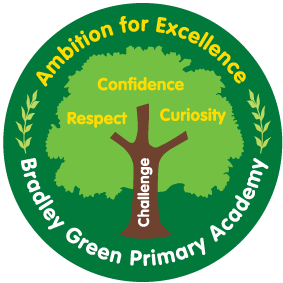 Ambition for Excellence
Confidence
Respect
Curiosity
Challenge
Bradley Green Primary Academy